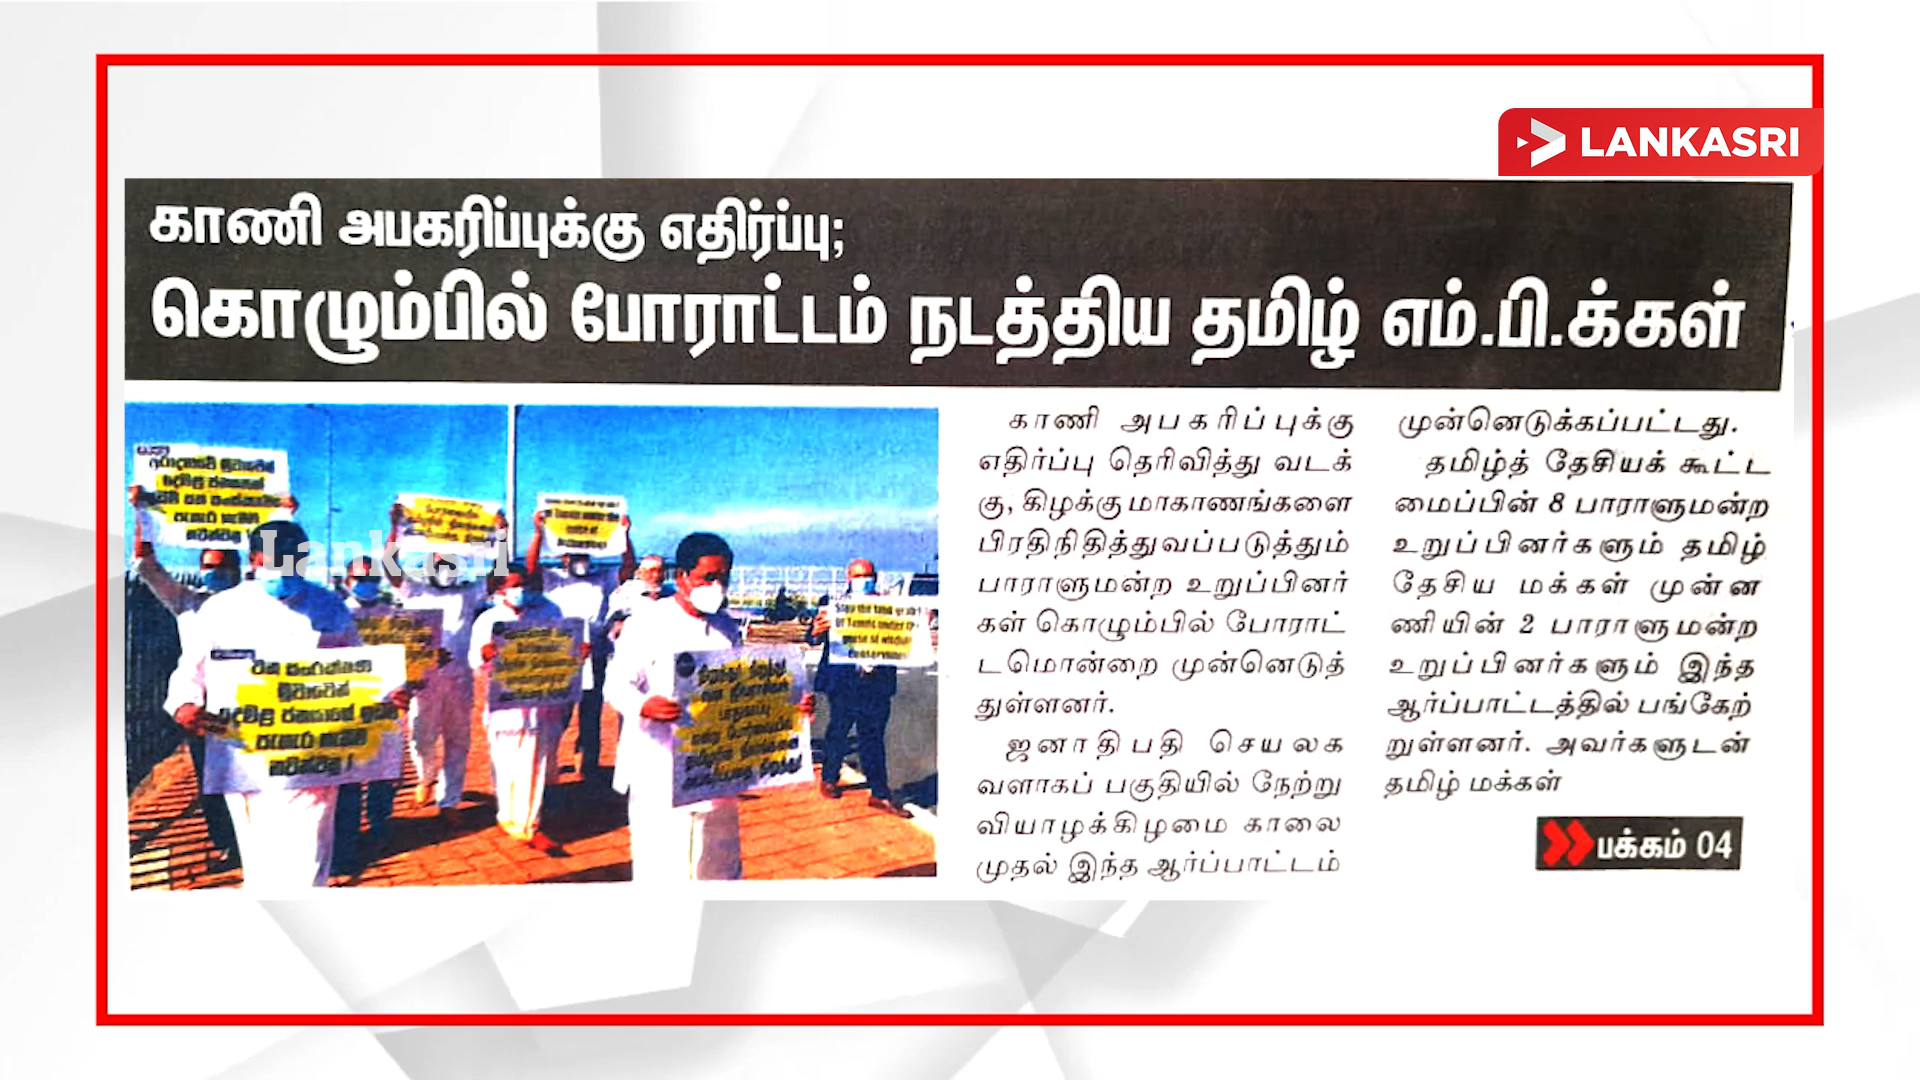 LANKASRI
காணி அபகரிப்புக்கு எதிர்ப்பு;
கொழும்பில் போராட்டம் நடத்திய தமிழ் எம்.பி.க்கள்
Lankasri
காணி அபகரிப்புக்கு
எதிர்ப்பு தெரிவித்து வடக்
கு, கிழக்கு மாகாணங்களை
பிரதிநிதித்துவப்படுத்தும்
பாராளுமன்ற உறுப்பினர்
கள் கொழும்பில் போராட்
டமொன்றை முன்னெடுத்
துள்ளனர்.
ஜனாதிபதி செயலக
வளாகப் பகுதியில் நேற்று
வியாழக்கிழமை காலை
முதல் இந்த ஆர்ப்பாட்டம்
முன்னெடுக்கப்பட்டது.
தமிழ்த் தேசியக் கூட்ட
மைப்பின் 8 பாராளுமன்ற
உறுப்பினர்களும் தமிழ்
தேசிய மக்கள் முன்ன
ணியின் 2 பாராளுமன்ற
உறுப்பினர்களும் இந்த
ஆர்ப்பாட்டத்தில் பங்கேற்
றுள்ளனர். அவர்களுடன்
தமிழ் மக்கள்
பக்கம் 04